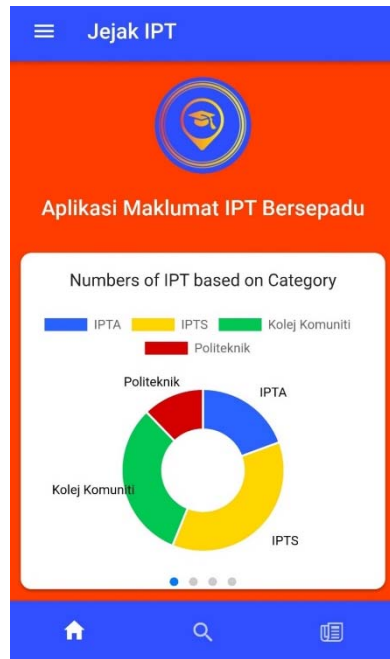 Jejak IPT
Aplikasi Maklumat IPT Bersepadu
Numbers of IPT based on Category
IPTA IPTS Kolej Komuniti
Politeknik
Politeknik
IPTA
Kolej Komuniti
IPTS